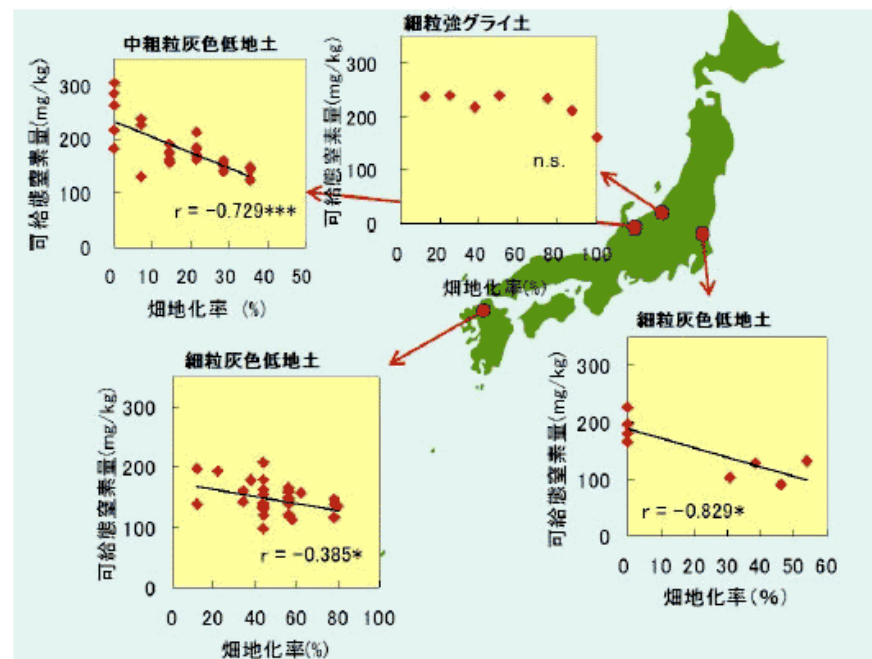 中粗粒灰色低地土
可給態窒素量(mg/kg)
300
200
100
0
r = -0.729***
0 10 20 30 40 50
畑地化率 (%)
細粒強グライ土
可給態窒素量(mg/kg)
300
200
100
0
n.s.
0 20 40 60 80 100
畑地化率(%)
細粒灰色低地土
可給態窒素量(mg/kg)
300
200
100
0
r = -0.385*
0 20 40 60 80 100
畑地化率(%)
細粒灰色低地土
可給態窒素量(mg/kg)
300
200
100
0
r = -0.829*
0 10 20 30 40 50 60
畑地化率(%)